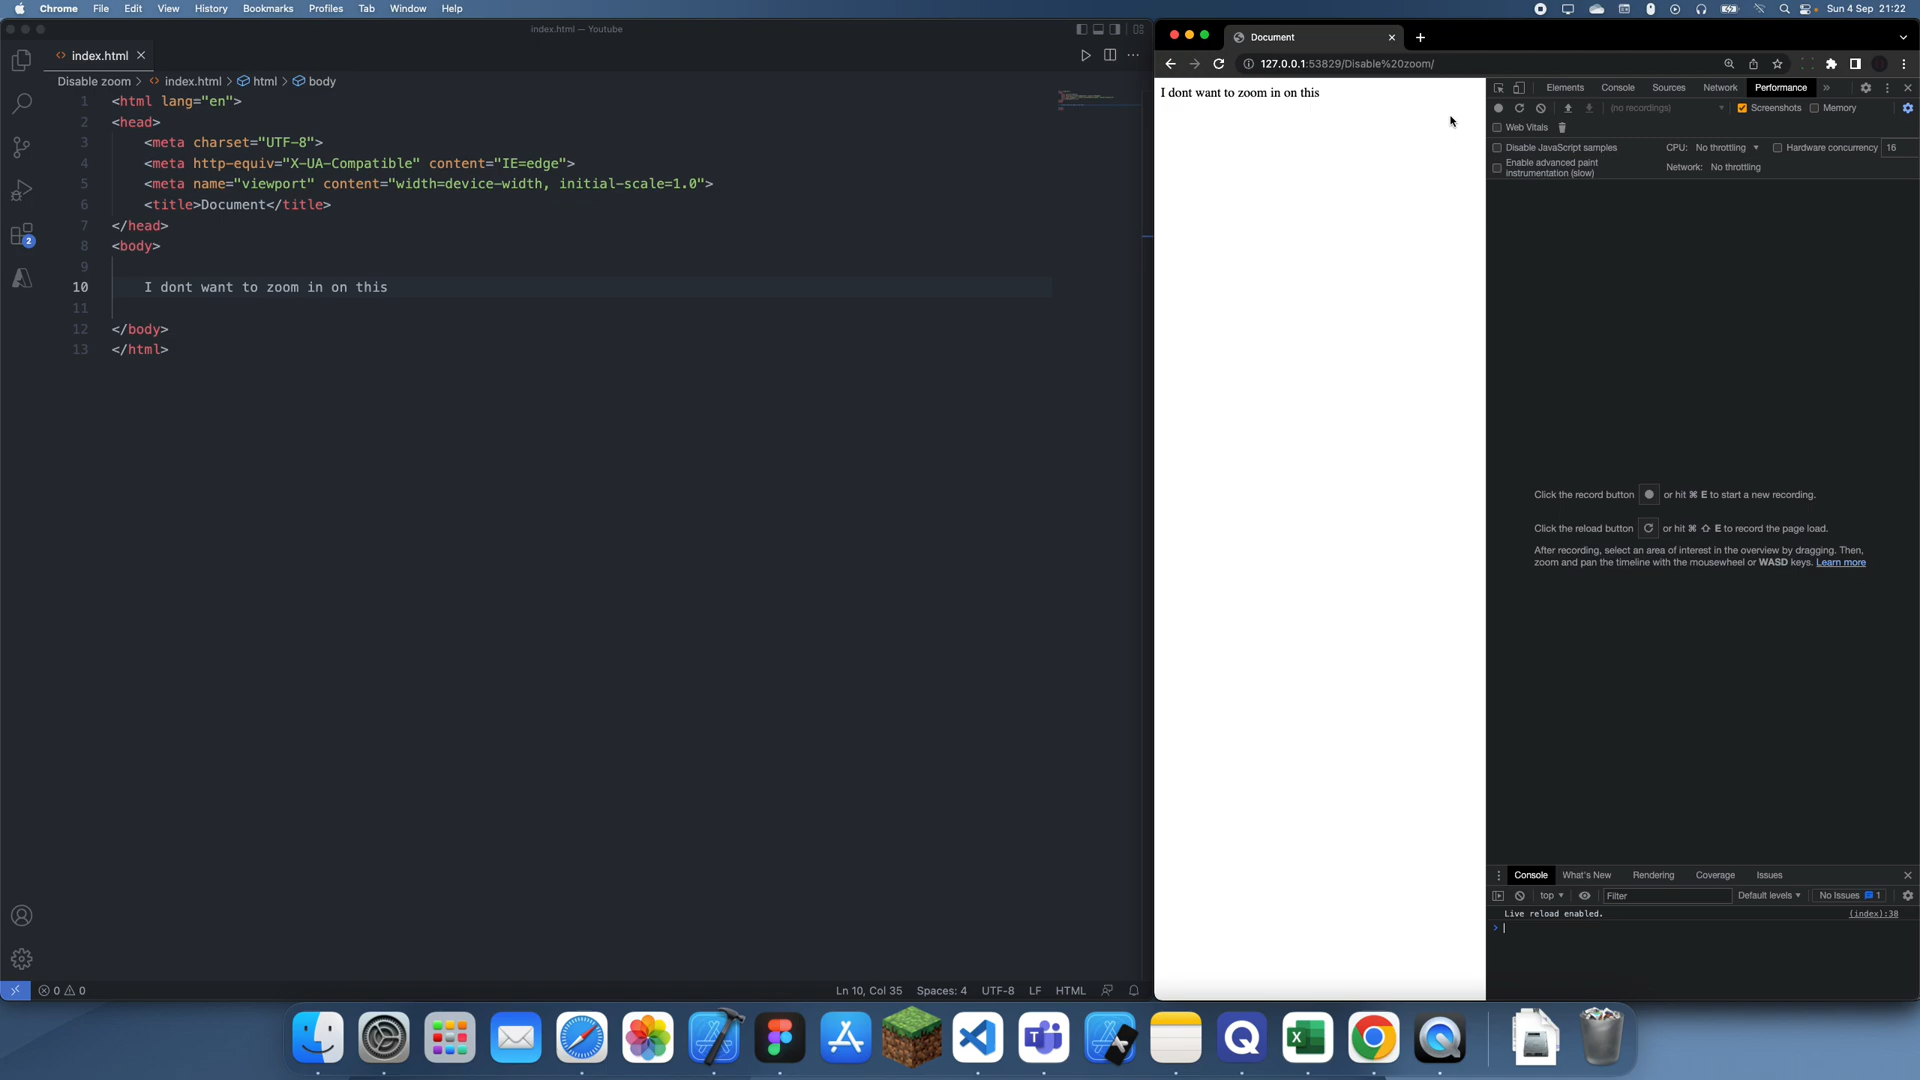 Chrome File Edit View History Bookmarks Profiles Tab Window Help
Sun 4 Sep 21:22
index.html — Youtube
index.html
Disable zoom > index.html > html > body
1 <html lang="en">
2 <head>
3 <meta charset="UTF-8">
4 <meta http-equiv="X-UA-Compatible" content="IE=edge">
5 <meta name="viewport" content="width=device-width, initial-scale=1.0">
6 <title>Document</title>
7 </head>
8 <body>
9
10 I dont want to zoom in on this
11
12 </body>
13 </html>
2
0 0
Ln 10, Col 35 Spaces: 4 UTF-8 LF HTML
Document
127.0.0.1:53829/Disable%20zoom/
I dont want to zoom in on this
Elements Console Sources Network Performance »
(no recordings) Screenshots Memory
Web Vitals
Disable JavaScript samples CPU: No throttling Hardware concurrency 16
Enable advanced paint
instrumentation (slow)
Network: No throttling
Click the record button or hit ⌘ E to start a new recording.
Click the reload button or hit ⌘ ⇧ E to record the page load.
After recording, select an area of interest in the overview by dragging. Then,
zoom and pan the timeline with the mousewheel or WASD keys. Learn more
Console What's New Rendering Coverage Issues
top Filter Default levels No Issues 1
Live reload enabled. (index):38
>